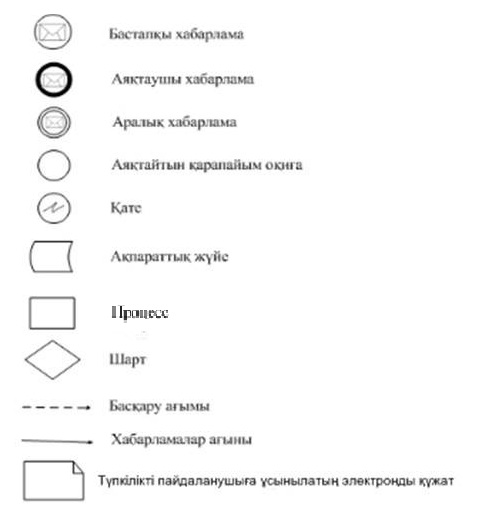 Бастапқы хабарлама
Аяқтаушы хабарлама
Аралық хабарлама
Аяқтайтын қарапайым оқиға
Қате
Ақпараттық жүйе
Процесс
Шарт
Басқару ағымы
Хабарламалар ағыны
Түпкілікті пайдаланушыға ұсынылатың электронды құжат